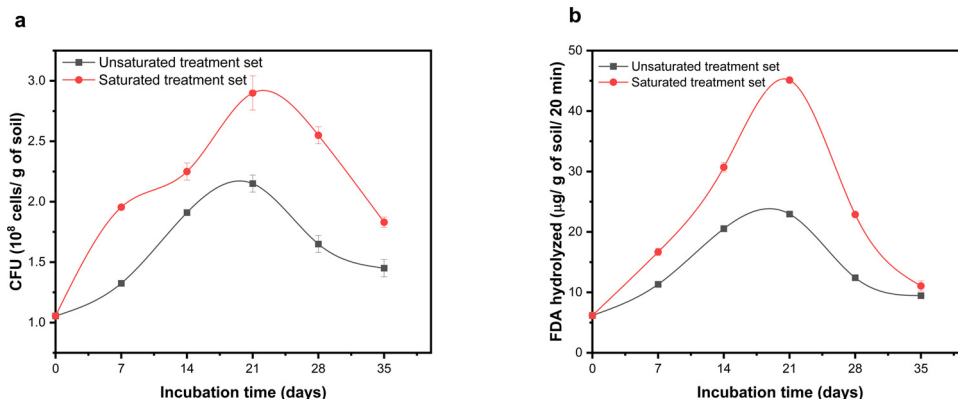 a
Unsaturated treatment set
Saturated treatment set
CFU (10⁸ cells/ g of soil)
3.0
2.5
2.0
1.5
1.0
0 7 14 21 28 35
Incubation time (days)
b
Unsaturated treatment set
Saturated treatment set
FDA hydrolyzed (µg/ g of soil/ 20 min)
50
40
30
20
10
0
0 7 14 21 28 35
Incubation time (days)